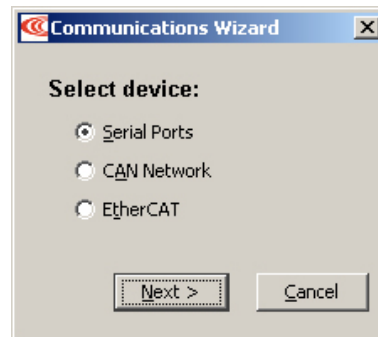 Communications Wizard
Select device:
Serial Ports
CAN Network
EtherCAT
Next >
Cancel